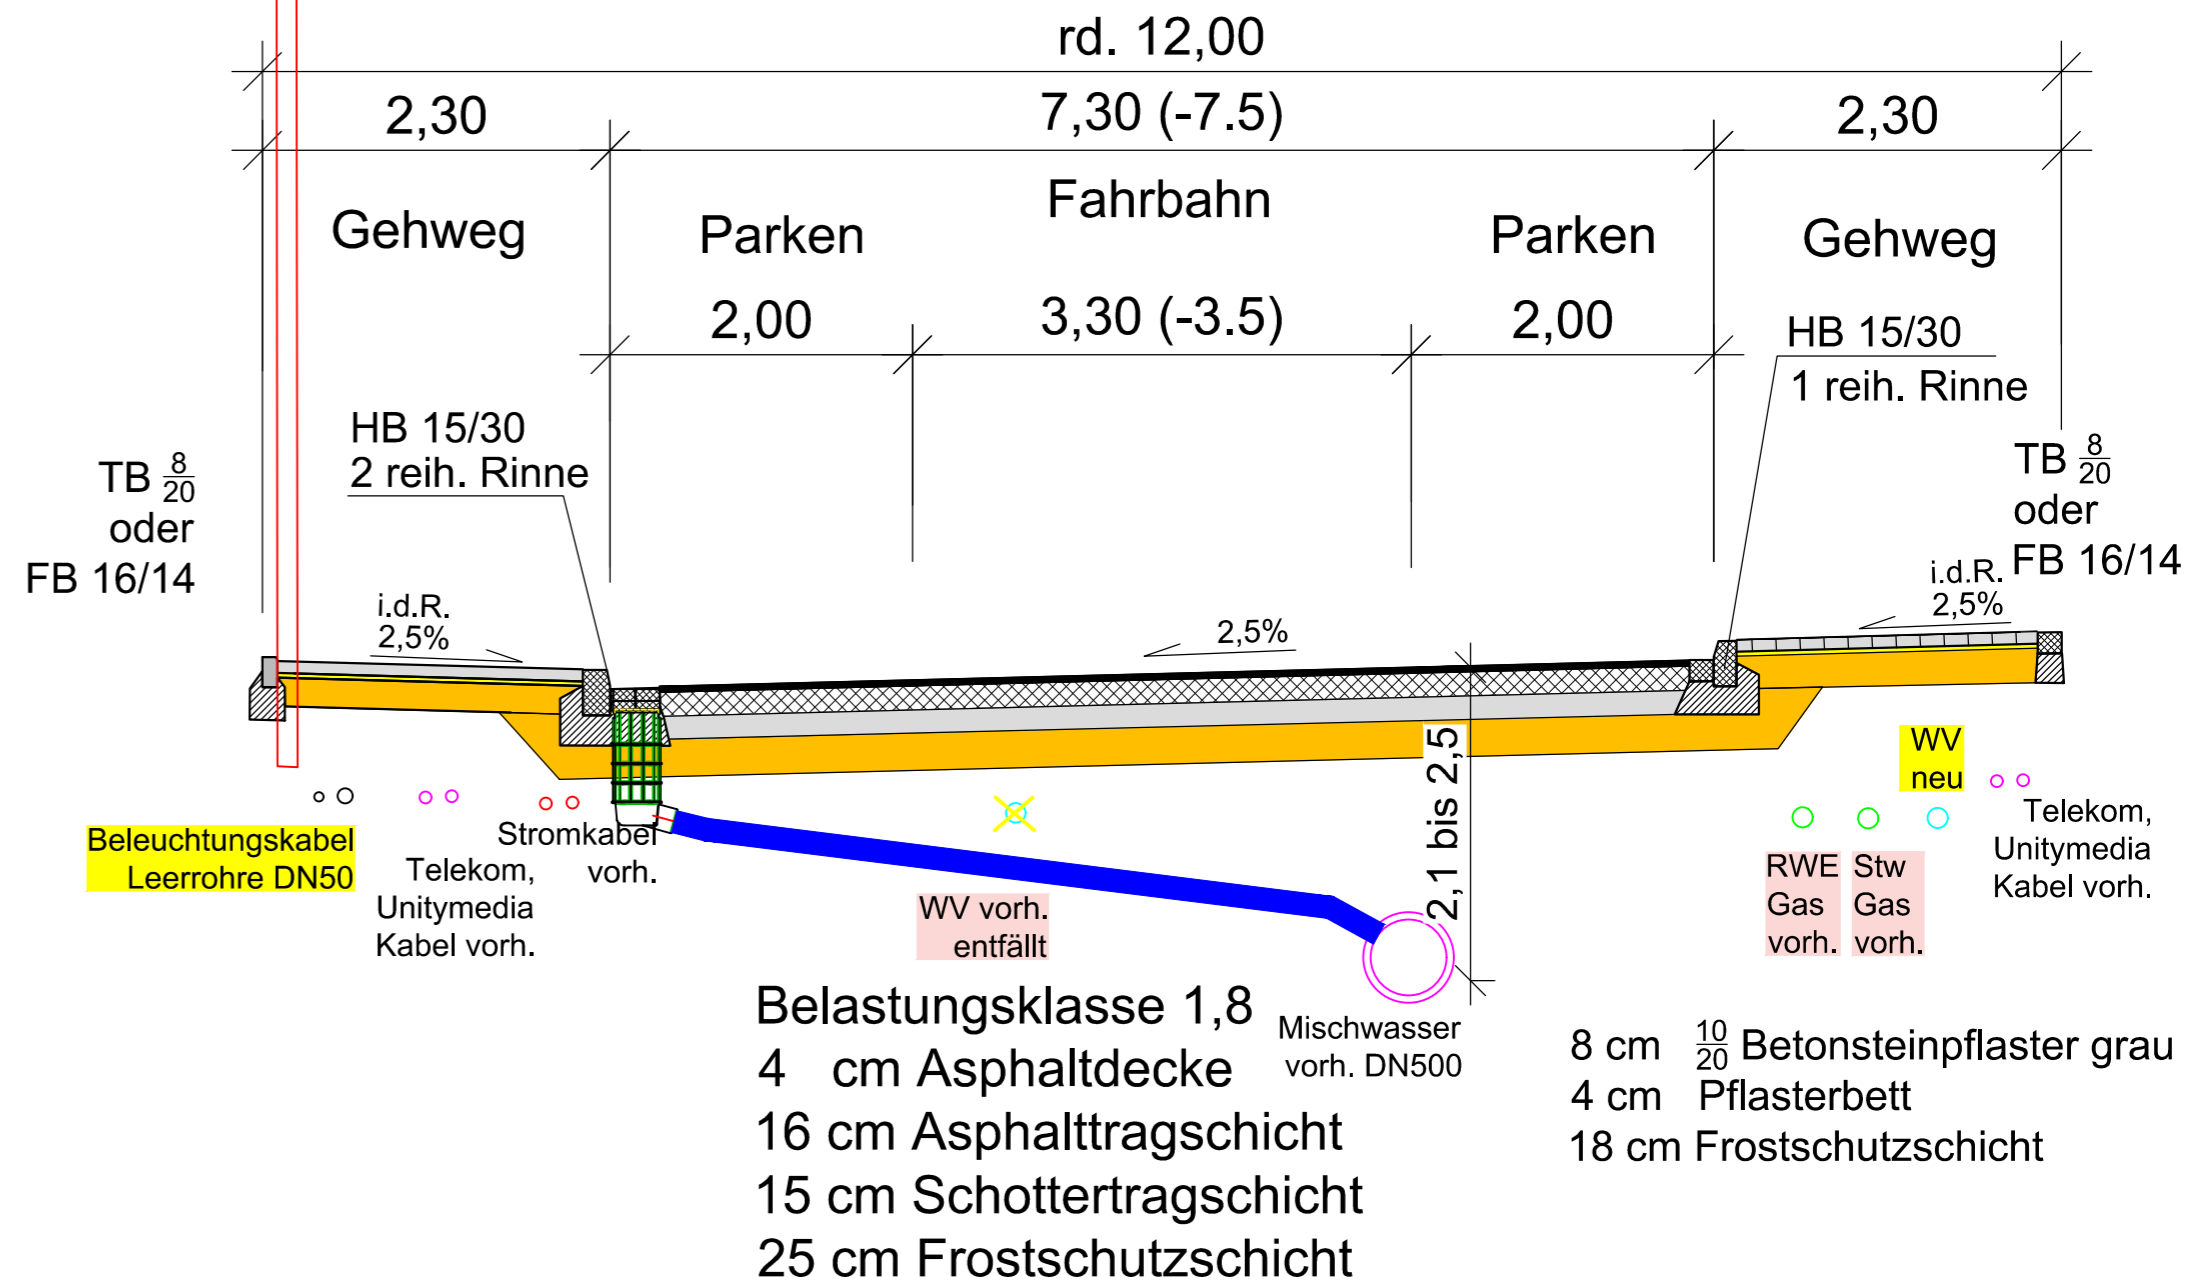 rd. 12,00
2,30
7,30 (-7.5)
2,30
Gehweg
Parken
Fahrbahn
Parken
Gehweg
2,00
3,30 (-3.5)
2,00
HB 15/30
1 reih. Rinne
HB 15/30
2 reih. Rinne
TB 8/20
oder
FB 16/14
TB 8/20
oder
FB 16/14
i.d.R.
2,5%
2,5%
i.d.R.
2,5%
2,1 bis 2,5
Beleuchtungskabel
Leerrohre DN50
Telekom,
Unitymedia
Kabel vorh.
Stromkabel
vorh.
WV vorh.
entfällt
WV
neu
RWE
Gas
vorh.
Stw
Gas
vorh.
Telekom,
Unitymedia
Kabel vorh.
Mischwasser
vorh. DN500
Belastungsklasse 1,8
4 cm Asphaltdecke
16 cm Asphalttragschicht
15 cm Schottertragschicht
25 cm Frostschutzschicht
8 cm 10/20 Betonsteinpflaster grau
4 cm Pflasterbett
18 cm Frostschutzschicht